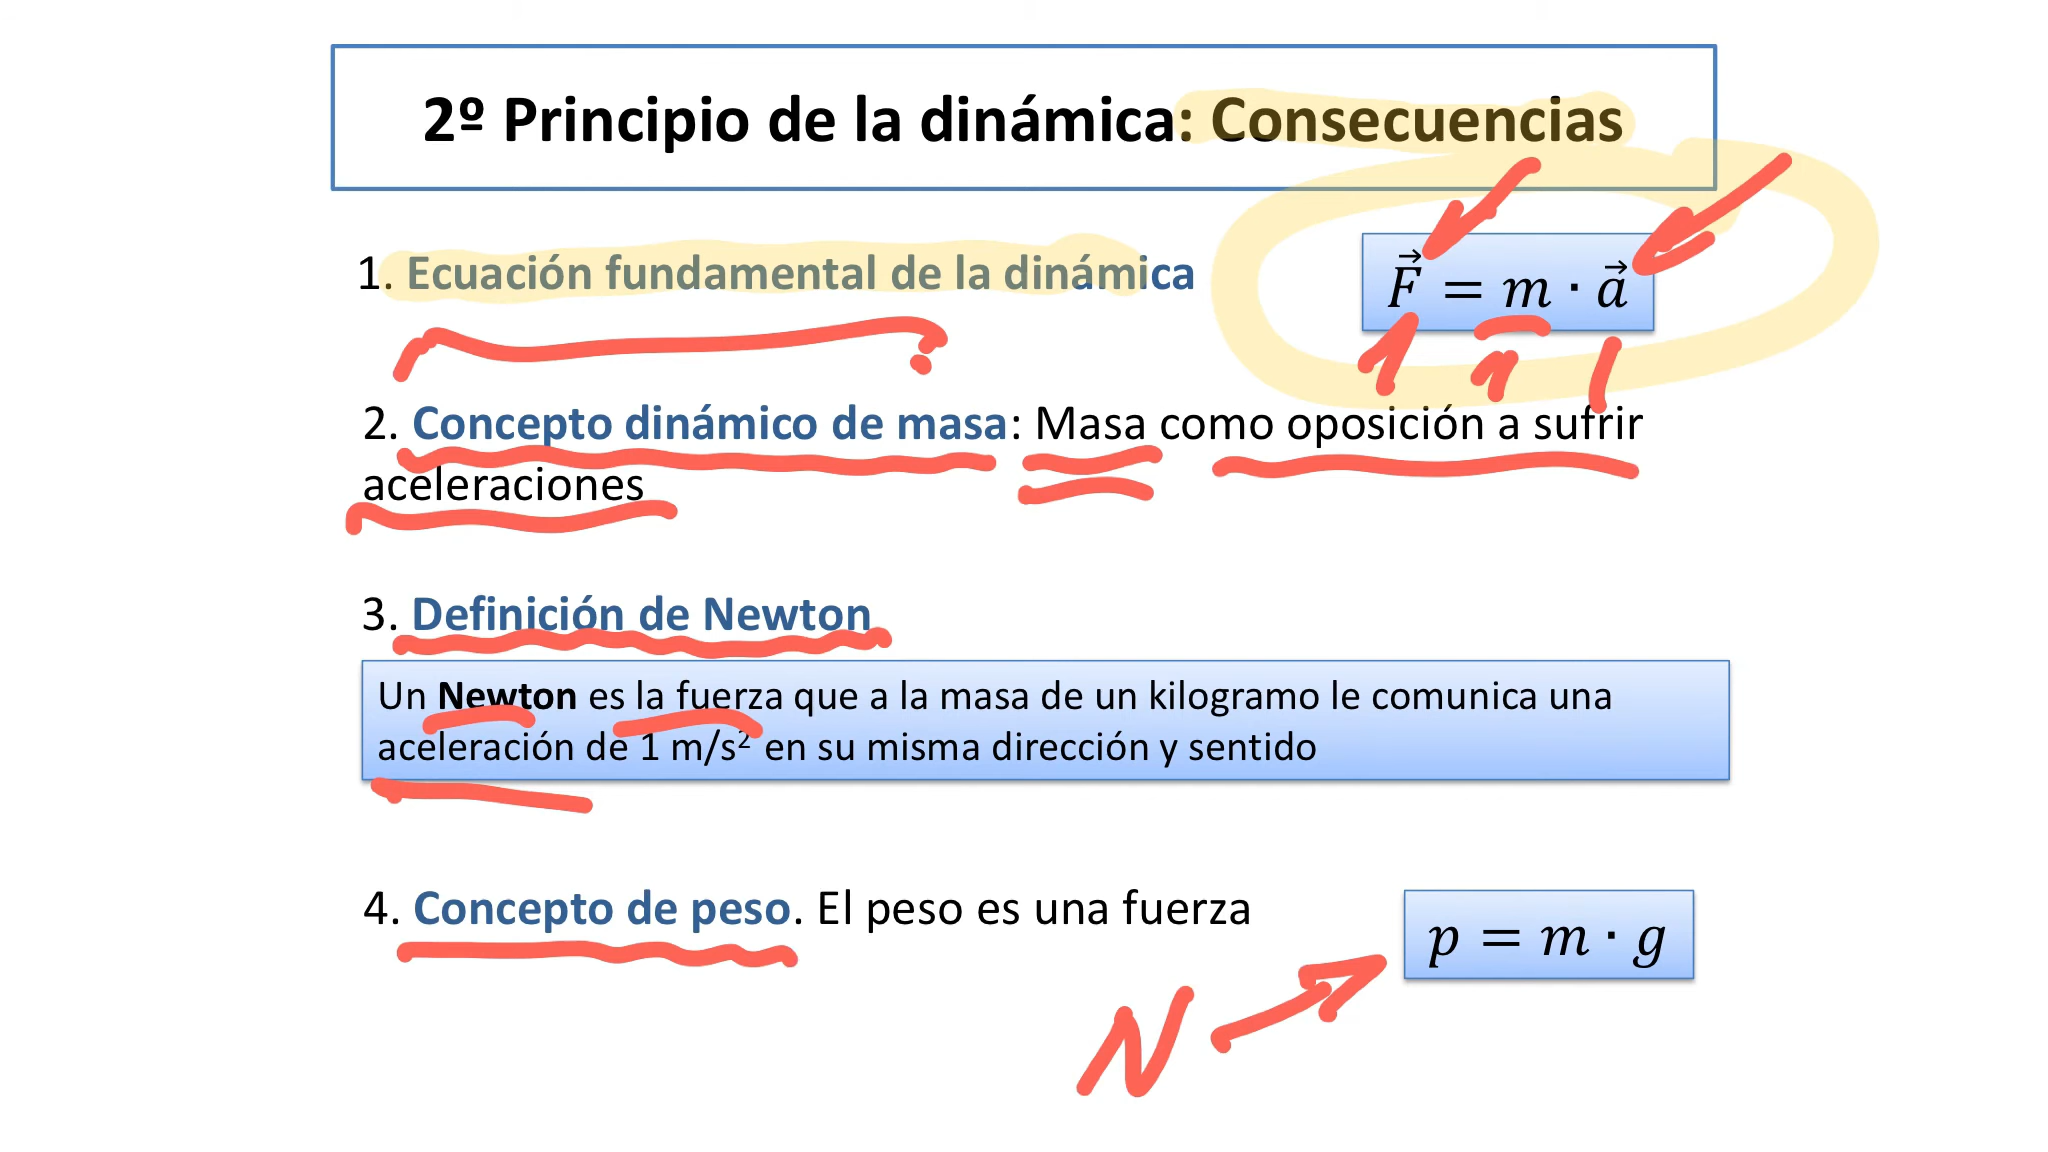 2º Principio de la dinámica: Consecuencias
1. Ecuación fundamental de la dinámica
F⃗ = m · a⃗
1 1 1
2. Concepto dinámico de masa: Masa como oposición a sufrir
aceleraciones
3. Definición de Newton
Un Newton es la fuerza que a la masa de un kilogramo le comunica una
aceleración de 1 m/s² en su misma dirección y sentido
4. Concepto de peso. El peso es una fuerza
p = m · g
N